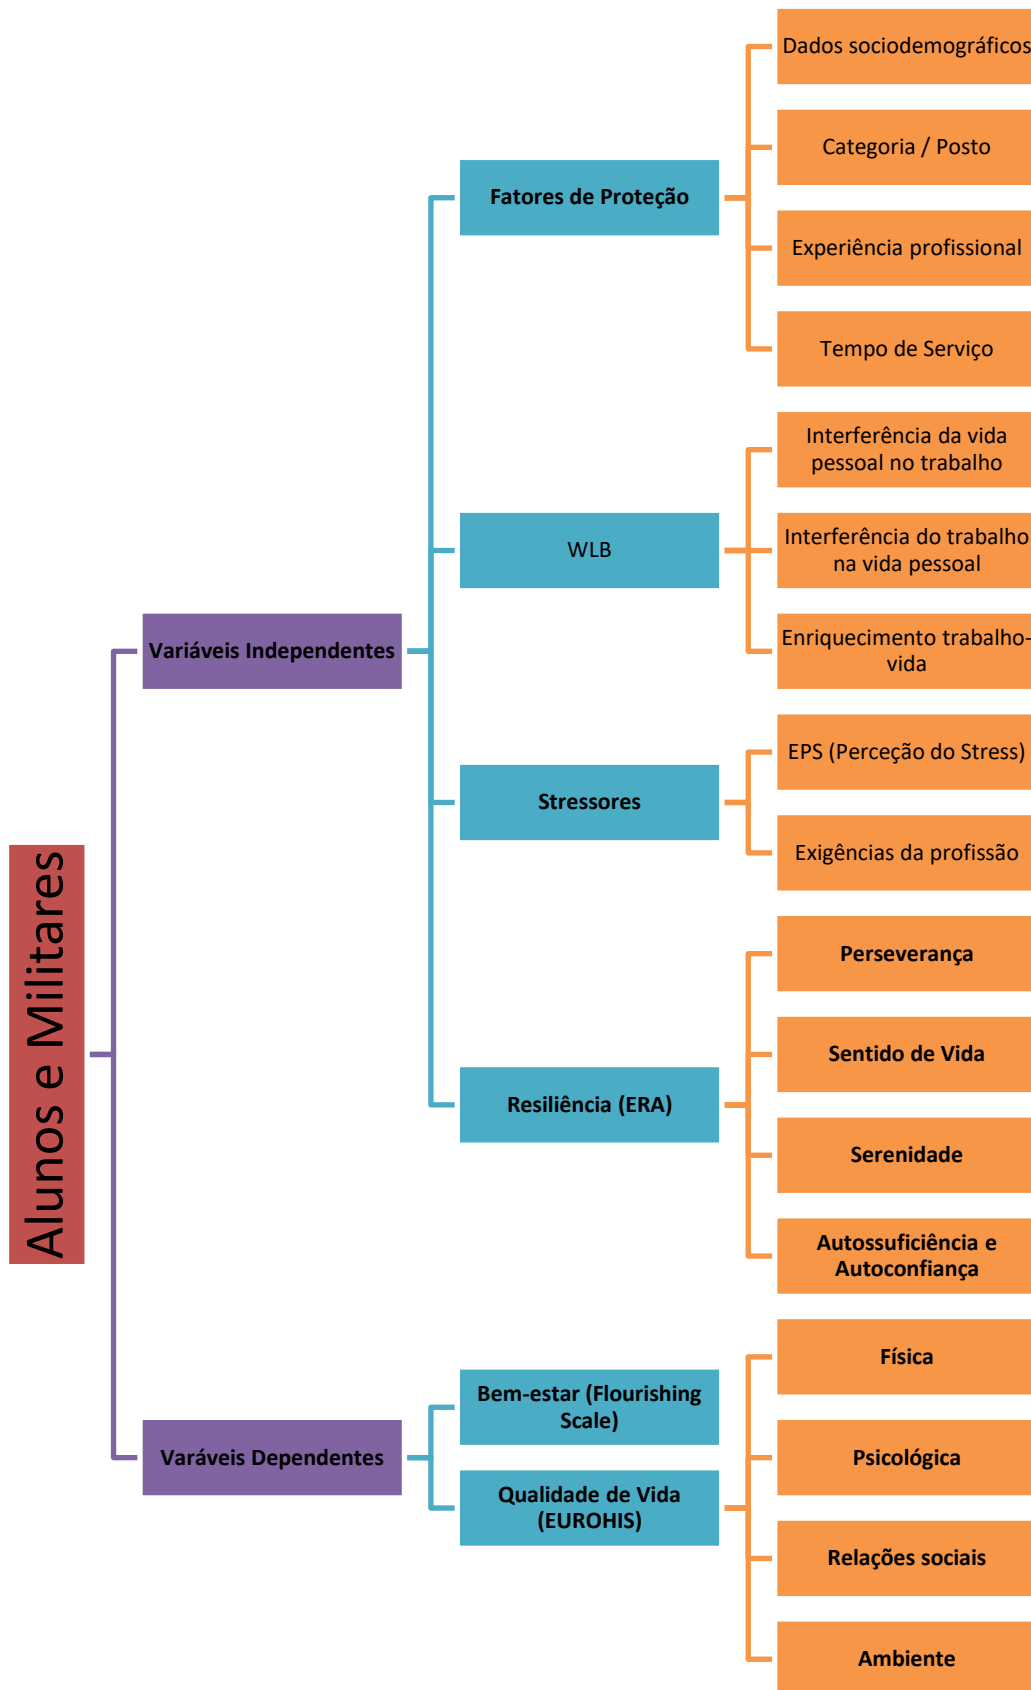 Alunos e Militares
Variáveis Independentes
Fatores de Proteção
Dados sociodemográficos
Categoria / Posto
Experiência profissional
Tempo de Serviço
WLB
Interferência da vida
pessoal no trabalho
Interferência do trabalho
na vida pessoal
Enriquecimento trabalho-
vida
Stressores
EPS (Perceção do Stress)
Exigências da profissão
Resiliência (ERA)
Perseverança
Sentido de Vida
Serenidade
Autossuficiência e
Autoconfiança
Varáveis Dependentes
Bem-estar (Flourishing
Scale)
Qualidade de Vida
(EUROHIS)
Física
Psicológica
Relações sociais
Ambiente